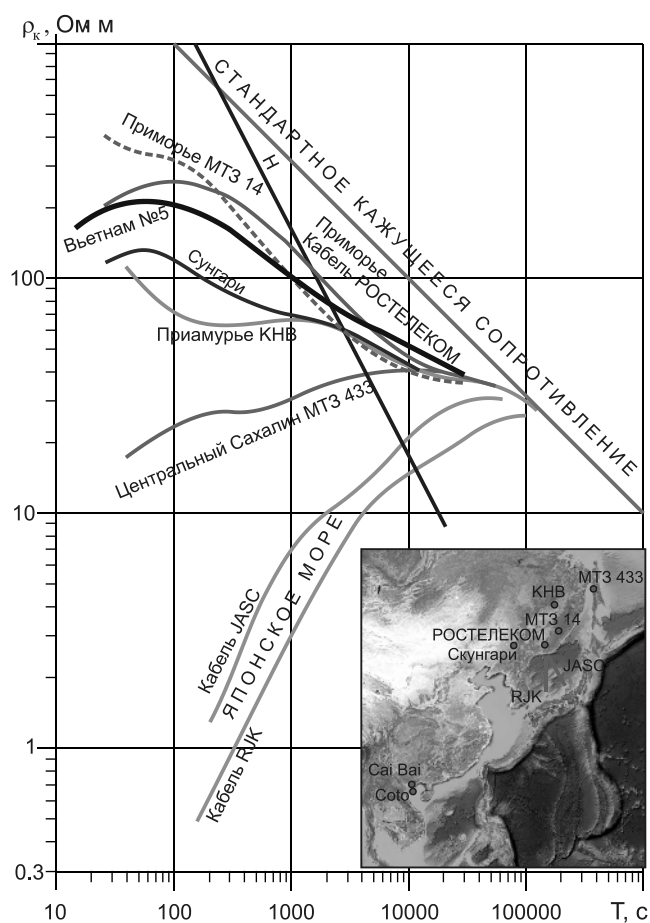 ρк, Ом м
СТАНДАРТНОЕ КАЖУЩЕЕСЯ СОПРОТИВЛЕНИЕ
Приморье МТЗ 14
Н
Вьетнам №5
Приморье
Кабель РОСТЕЛЕКОМ
Сунгари
100
Приамурье КНВ
Центральный Сахалин МТЗ 433
10
ЯПОНСКОЕ МОРЕ
Кабель JASC
Кабель RJK
МТЗ 433
КНВ
МТЗ 14
РОСТЕЛЕКОМ
Скунгари
JASC
RJK
1
Cai Bai
Coto
0.3
10 100 1000 10000 100000 Т, с